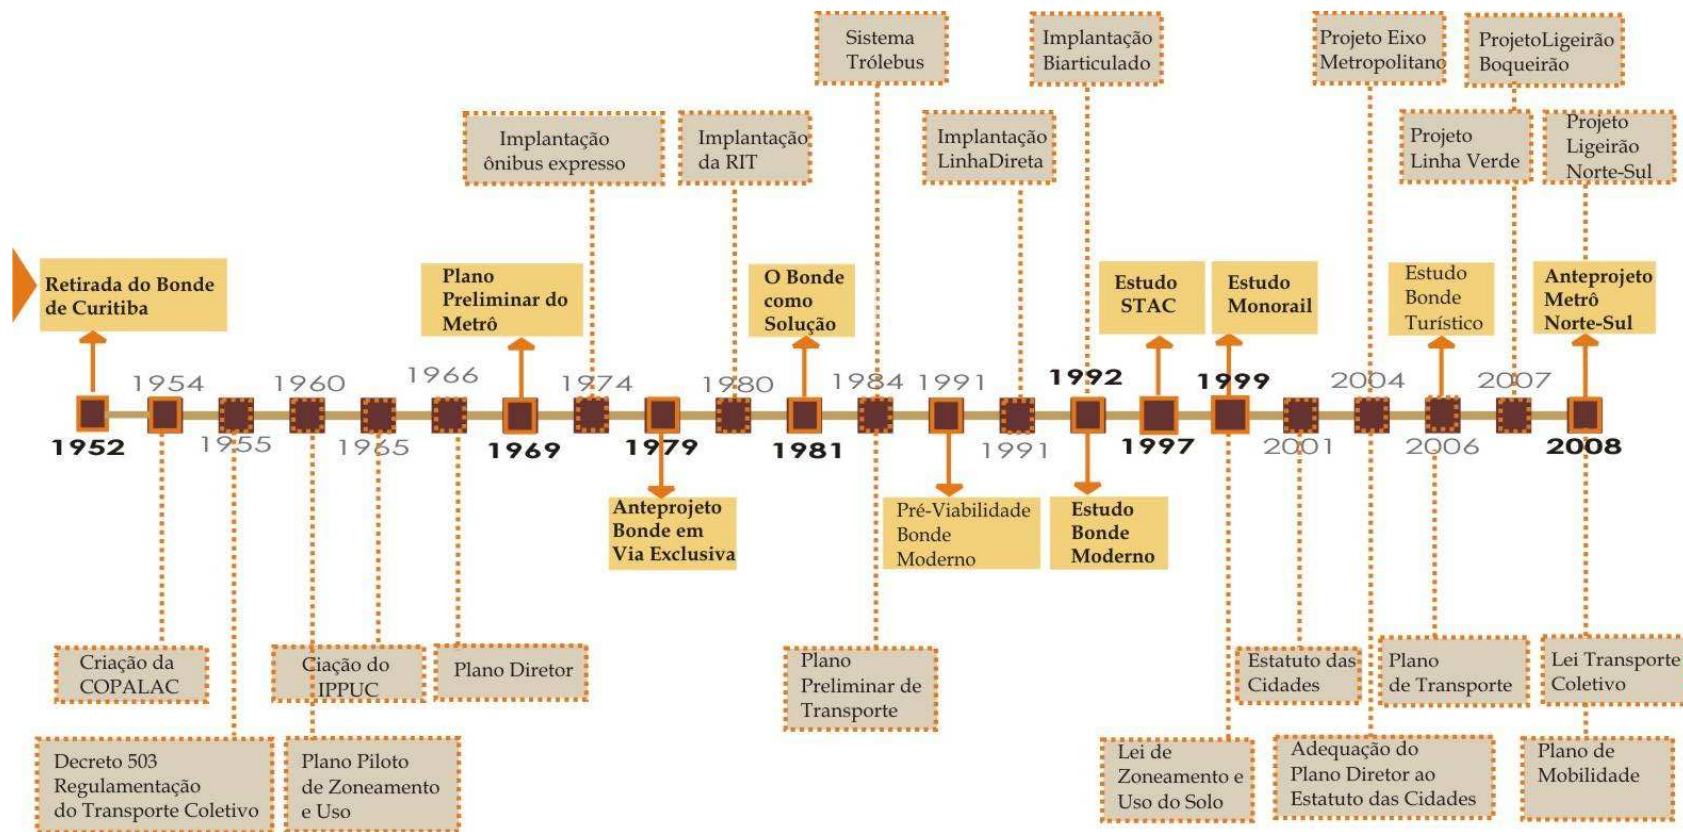 Sistema
Trólebus
Implantação
Biarticulado
Projeto Eixo
Metropolitano
ProjetoLigeirão
Boqueirão
Implantação
ônibus expresso
Implantação
da RIT
Implantação
LinhaDireta
Projeto
Linha Verde
Projeto
Ligeirão
Norte-Sul
Retirada do Bonde
de Curitiba
Plano
Preliminar do
Metrô
O Bonde
como
Solução
Estudo
STAC
Estudo
Monorail
Estudo
Bonde
Turístico
Anteprojeto
Metrô
Norte-Sul
1954
1960
1966
1974
1980
1984
1991
1992
1999
2004
2007
1952
1955
1965
1969
1979
1981
1991
1997
2001
2006
2008
Anteprojeto
Bonde em
Via Exclusiva
Pré-Viabilidade
Bonde
Moderno
Estudo
Bonde
Moderno
Criação da
COPALAC
Ciação do
IPPUC
Plano Diretor
Plano
Preliminar de
Transporte
Estatuto das
Cidades
Plano
de Transporte
Lei Transporte
Coletivo
Decreto 503
Regulamentação
do Transporte Coletivo
Plano Piloto
de Zoneamento
e Uso
Lei de
Zoneamento e
Uso do Solo
Adequação do
Plano Diretor ao
Estatuto das Cidades
Plano de
Mobilidade